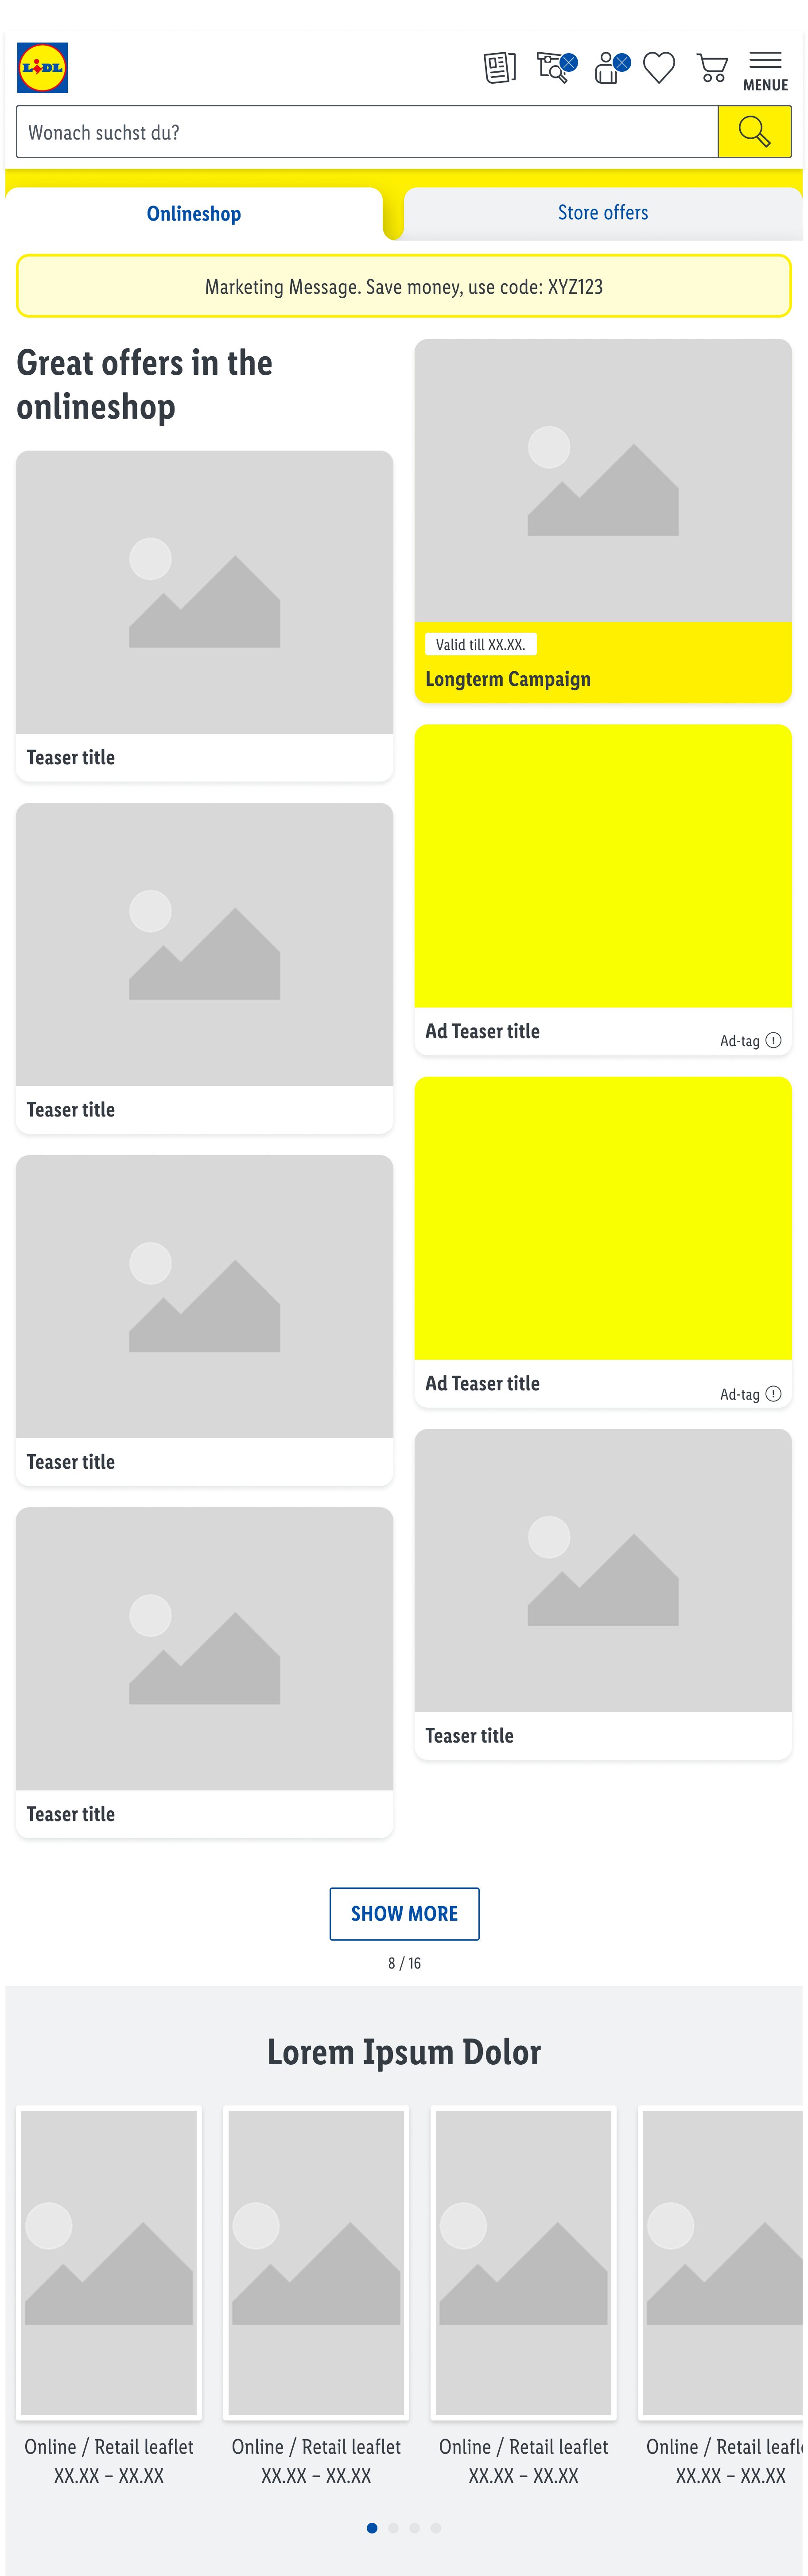 LIDL
MENUE
Wonach suchst du?
Onlineshop
Store offers
Marketing Message. Save money, use code: XYZ123
Great offers in the
onlineshop
Teaser title
Teaser title
Teaser title
Teaser title
Valid till XX.XX.
Longterm Campaign
Ad Teaser title
Ad-tag
Ad Teaser title
Ad-tag
Teaser title
SHOW MORE
8 / 16
Lorem Ipsum Dolor
Online / Retail leaflet
XX.XX – XX.XX
Online / Retail leaflet
XX.XX – XX.XX
Online / Retail leaflet
XX.XX – XX.XX
Online / Retail leafl
XX.XX – XX.XX